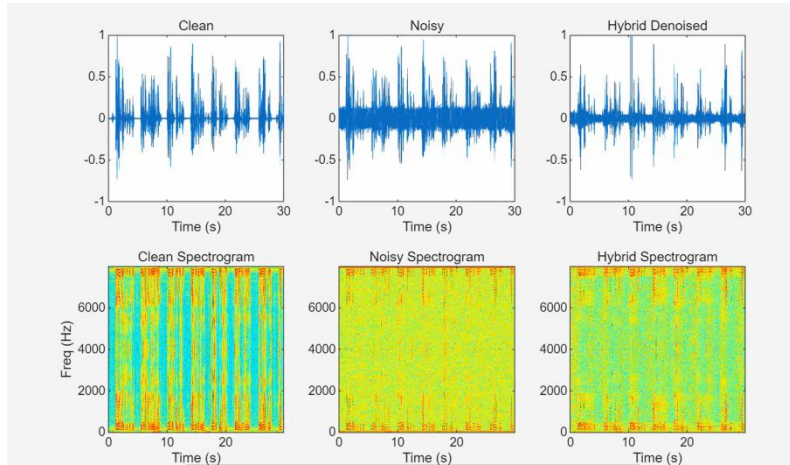 Clean
Noisy
Hybrid Denoised
1
0.5
0
-0.5
-1
0 10 20 30
Time (s)
1
0.5
0
-0.5
-1
0 10 20 30
Time (s)
1
0.5
0
-0.5
-1
0 10 20 30
Time (s)
Clean Spectrogram
Noisy Spectrogram
Hybrid Spectrogram
Freq (Hz)
6000
4000
2000
0
0 10 20
Time (s)
6000
4000
2000
0
0 10 20
Time (s)
6000
4000
2000
0
0 10 20
Time (s)